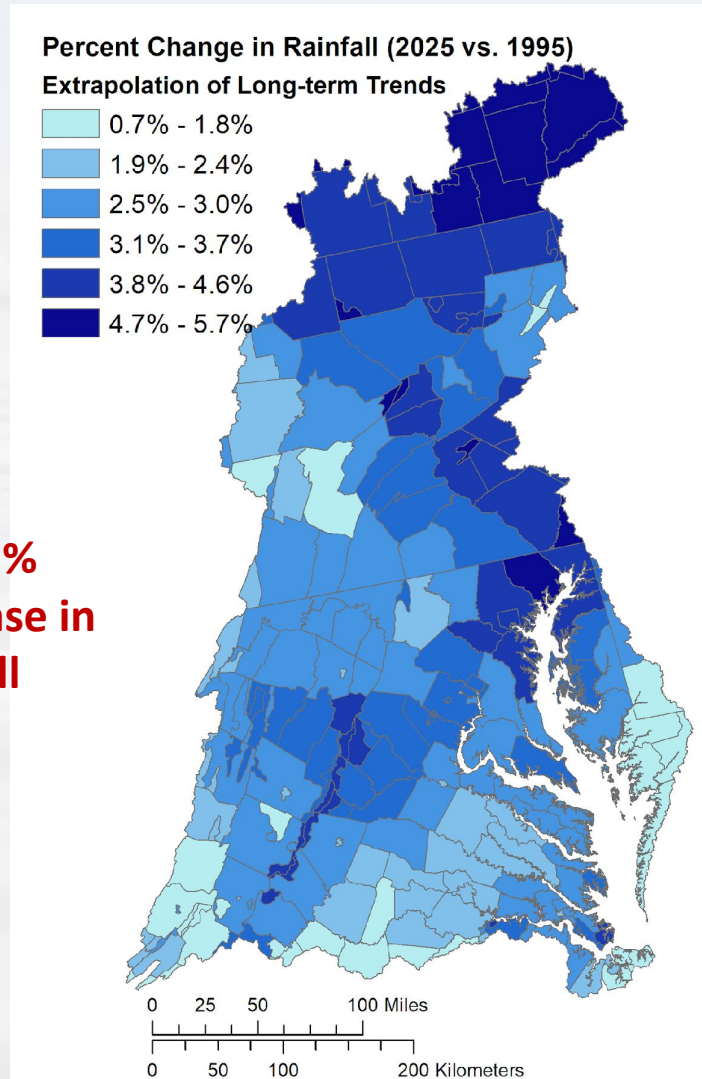 Percent Change in Rainfall (2025 vs. 1995)
Extrapolation of Long-term Trends
0.7% - 1.8%
1.9% - 2.4%
2.5% - 3.0%
3.1% - 3.7%
3.8% - 4.6%
4.7% - 5.7%
%
in
0 25 50 100 Miles
0 50 100 200 Kilometers